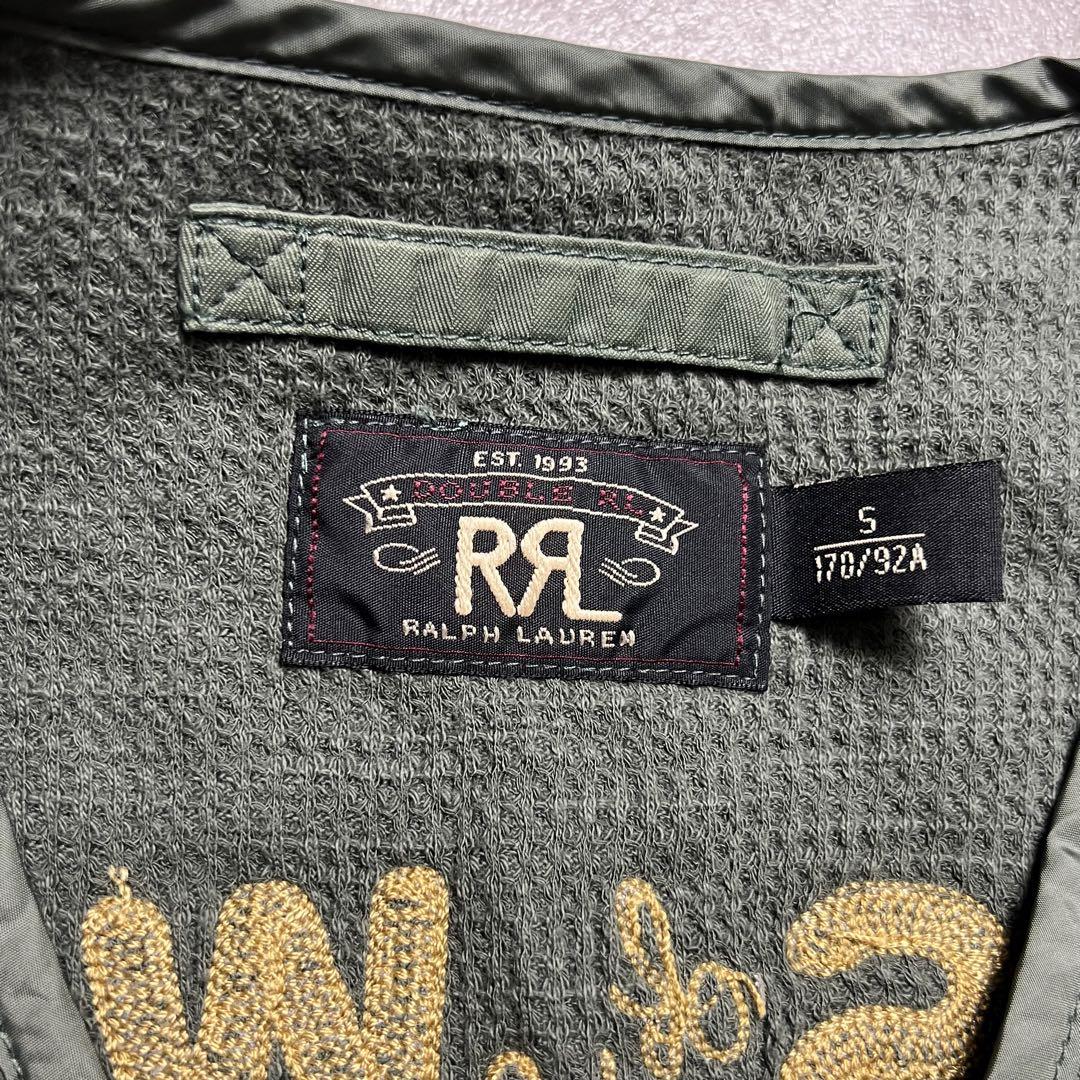 EST. 1993
DOUBLE RL
RRL
RALPH LAUREN
S
170/92A